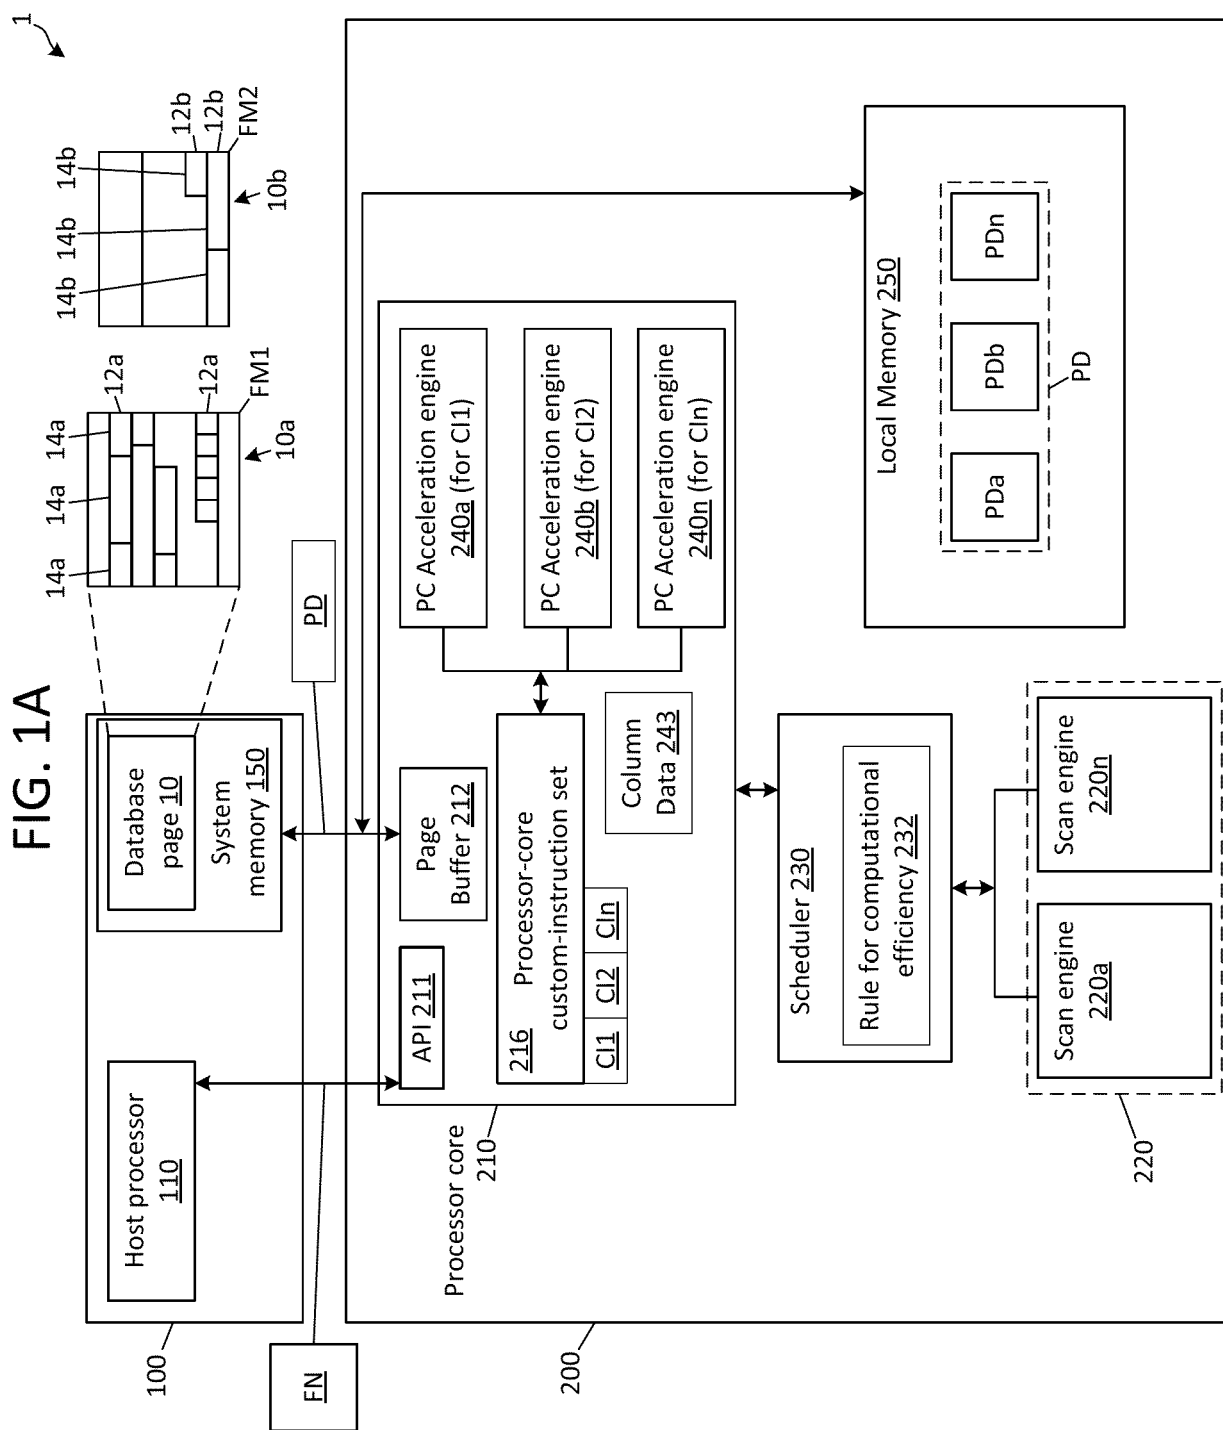 FIG. 1A
1
FN
100
Host processor
110
Database
page 10
System
memory 150
PD
14a
14a
14a
12a
12a
FM1
10a
14b
14b
14b
12b
12b
FM2
10b
200
Processor core
210
API 211
Page
Buffer 212
216
Processor-core
custom-instruction set
CI1
CI2
CIn
Column
Data 243
PC Acceleration engine
240a (for CI1)
PC Acceleration engine
240b (for CI2)
PC Acceleration engine
240n (for CIn)
Scheduler 230
Rule for computational
efficiency 232
220
Scan engine
220a
Scan engine
220n
Local Memory 250
PDa
PDb
PDn
PD